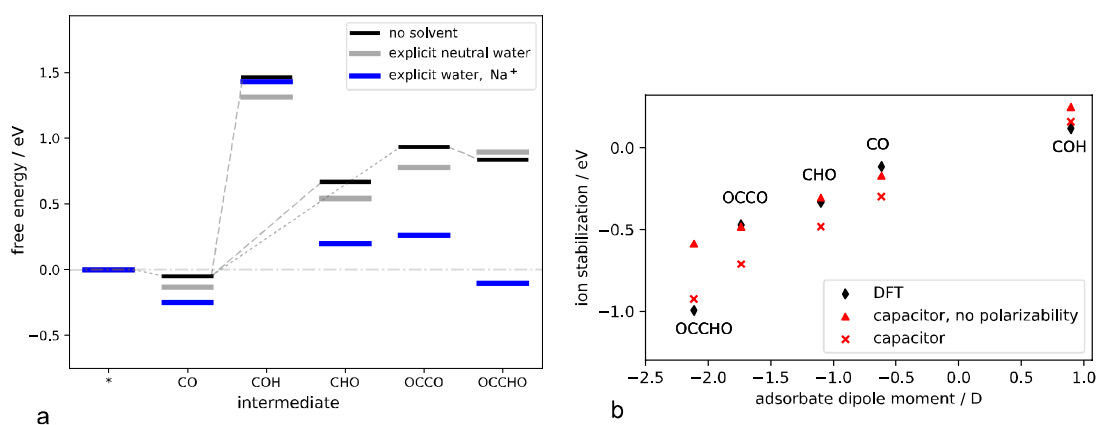 no solvent
explicit neutral water
explicit water, Na⁺
free energy / eV
1.5
1.0
0.5
0.0
−0.5
* CO COH CHO OCCO OCCHO
intermediate
a
ion stabilization / eV
0.0
−0.5
−1.0
COH
CO
CHO
OCCO
OCCHO
DFT
capacitor, no polarizability
capacitor
−2.5 −2.0 −1.5 −1.0 −0.5 0.0 0.5 1.0
adsorbate dipole moment / D
b